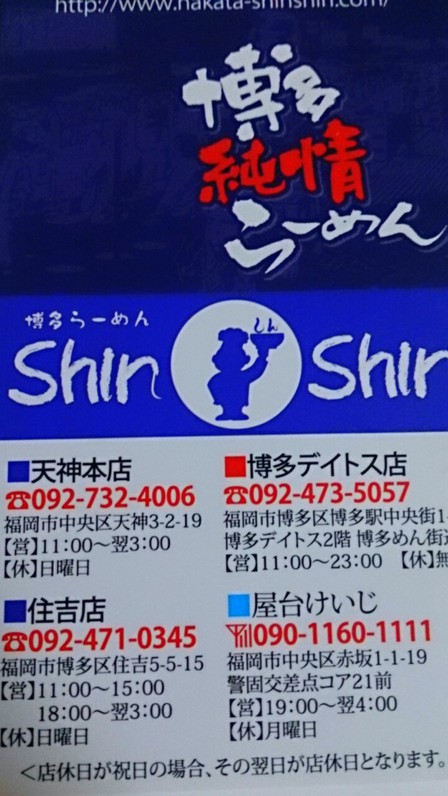 http://www.hakata-shinshin.com/
博多
純情
らーめん
博多らーめん
しん
Shin Shin
■天神本店
☎092-732-4006
福岡市中央区天神3-2-19
【営】11:00～翌3:00
【休】日曜日
■博多デイトス店
☎092-473-5057
福岡市博多区博多駅中央街1-
博多デイトス2階 博多めん街道
【営】11:00～23:00 【休】無
■住吉店
☎092-471-0345
福岡市博多区住吉5-5-15
【営】11:00～15:00
18:00～翌3:00
【休】日曜日
■屋台けいじ
090-1160-1111
福岡市中央区赤坂1-1-19
警固交差点コア21前
【営】19:00～翌4:00
【休】月曜日
<店休日が祝日の場合、その翌日が店休日となります。